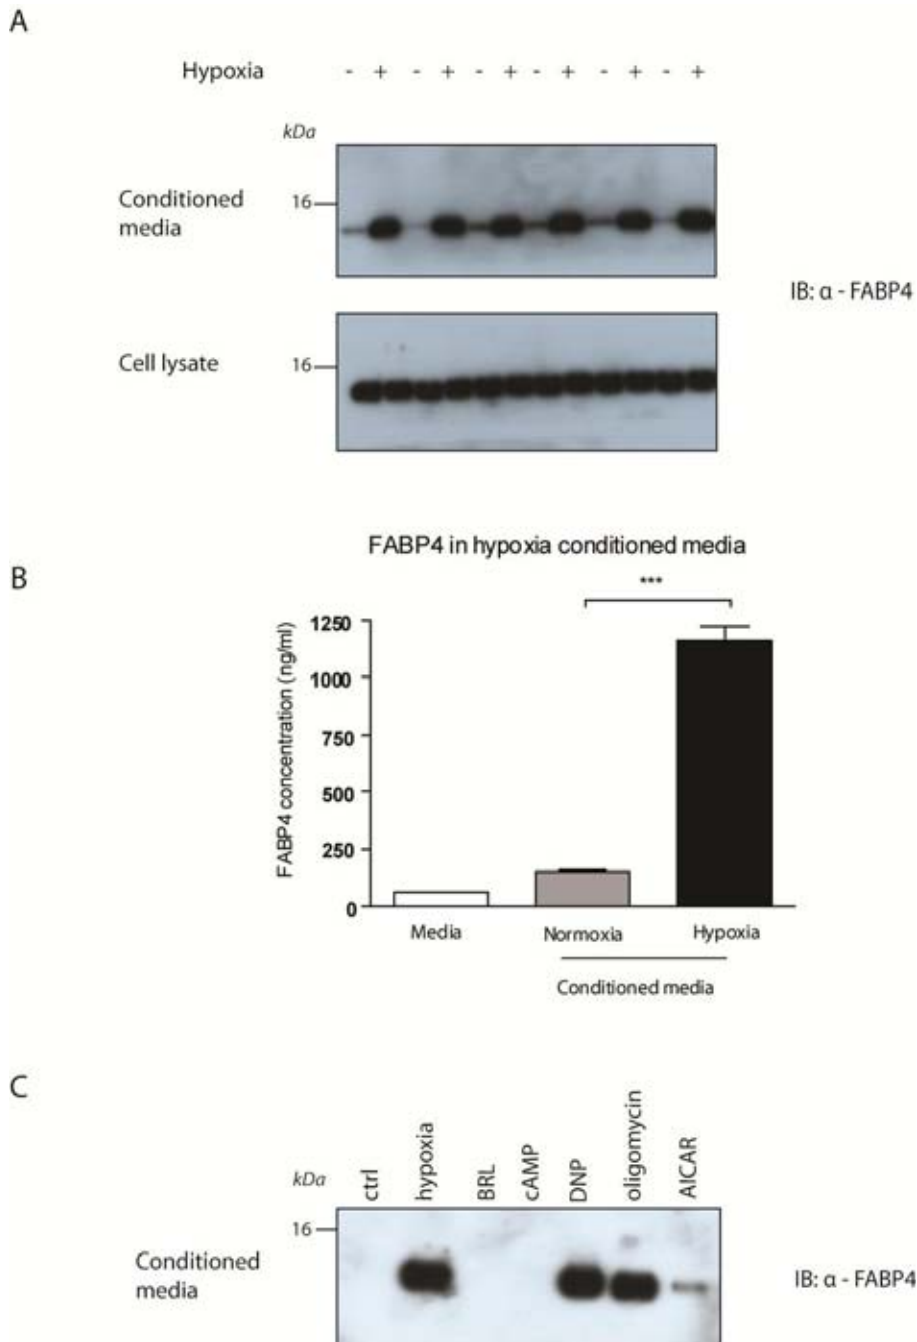 A
Hypoxia - + - + - + - + - + - +
kDa
Conditioned
media
16
IB: α - FABP4
Cell lysate
16
B
FABP4 in hypoxia conditioned media
***
FABP4 concentration (ng/ml)
1250
1000
750
500
250
0
Media
Normoxia
Hypoxia
Conditioned media
C
kDa
ctrl
hypoxia
BRL
cAMP
DNP
oligomycin
AICAR
16
Conditioned
media
IB: α - FABP4